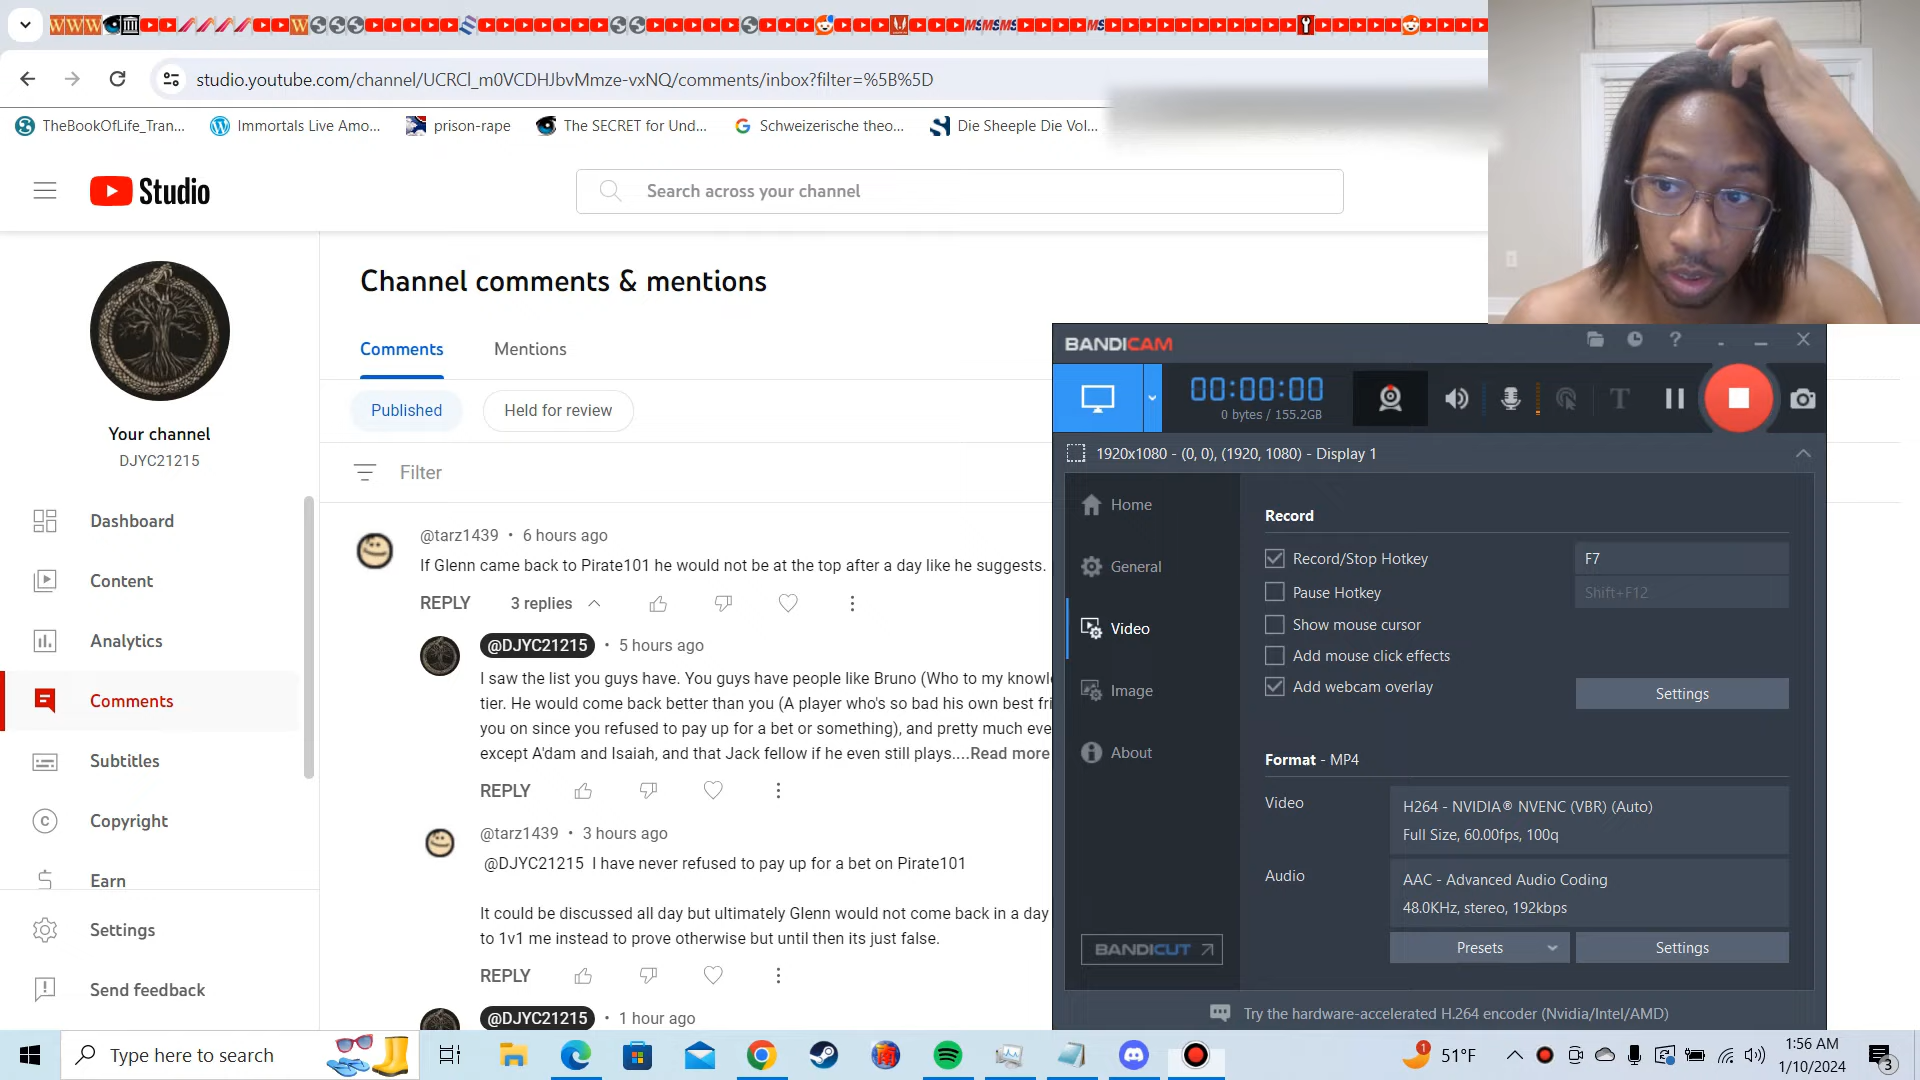 studio.youtube.com/channel/UCRCl_m0VCDHJbvMmze-vxNQ/comments/inbox?filter=%5B%5D
TheBookOfLife_Tran...
Immortals Live Amo...
prison-rape
The SECRET for Und...
Schweizerische theo...
Die Sheeple Die Vol...
Studio
Search across your channel
Your channel
DJYC21215
Dashboard
Content
Analytics
Comments
Subtitles
Copyright
Earn
Settings
Send feedback
Channel comments & mentions
Comments
Mentions
Published
Held for review
Filter
@tarz1439 • 6 hours ago
If Glenn came back to Pirate101 he would not be at the top after a day like he suggests.
REPLY
3 replies
@DJYC21215 • 5 hours ago
I saw the list you guys have. You guys have people like Bruno (Who to my knowl
tier. He would come back better than you (A player who's so bad his own best fri
you on since you refused to pay up for a bet or something), and pretty much eve
except A'dam and Isaiah, and that Jack fellow if he even still plays....Read more
REPLY
@tarz1439 • 3 hours ago
@DJYC21215 I have never refused to pay up for a bet on Pirate101
It could be discussed all day but ultimately Glenn would not come back in a day
to 1v1 me instead to prove otherwise but until then its just false.
REPLY
@DJYC21215 • 1 hour ago
BANDICAM
00:00:00
0 bytes / 155.2GB
1920x1080 - (0, 0), (1920, 1080) - Display 1
Home
General
Video
Image
About
BANDICUT
Record
Record/Stop Hotkey
F7
Pause Hotkey
Shift+F12
Show mouse cursor
Add mouse click effects
Add webcam overlay
Settings
Format - MP4
Video
H264 - NVIDIA® NVENC (VBR) (Auto)
Full Size, 60.00fps, 100q
Audio
AAC - Advanced Audio Coding
48.0KHz, stereo, 192kbps
Presets
Settings
Try the hardware-accelerated H.264 encoder (Nvidia/Intel/AMD)
Type here to search
1
51°F
1:56 AM
1/10/2024
3